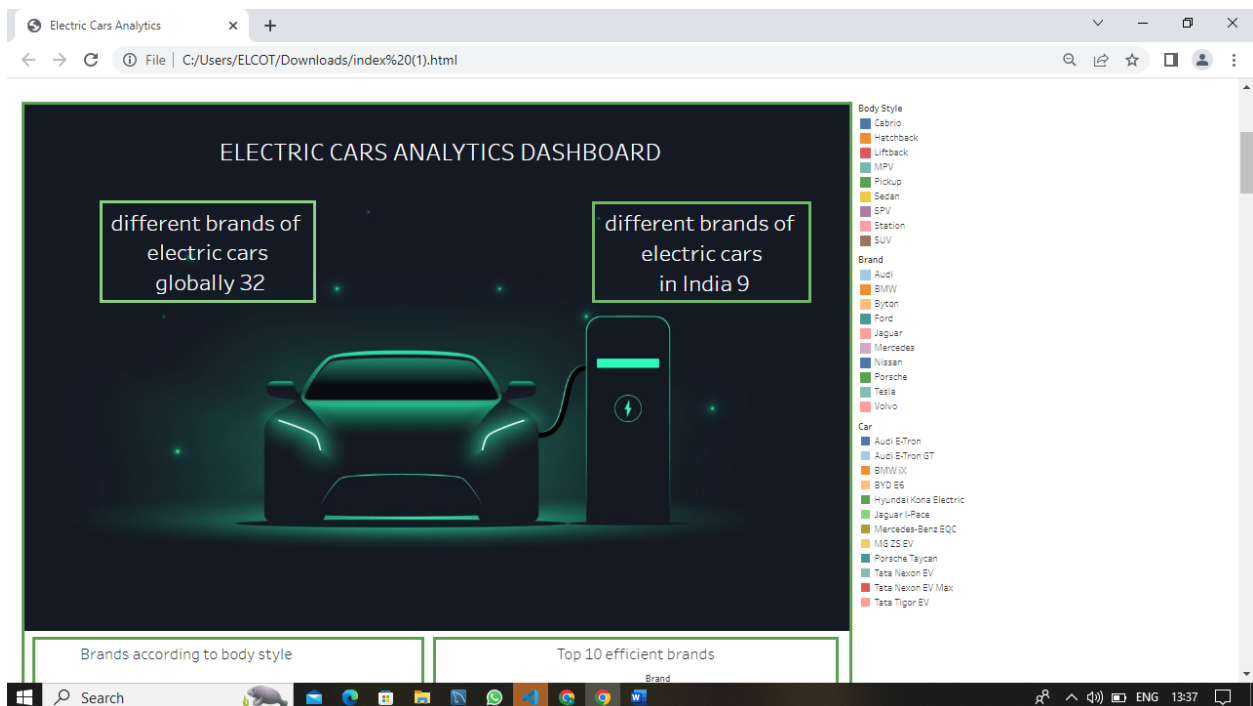 Electric Cars Analytics
File | C:/Users/ELCOT/Downloads/index%20(1).html
ELECTRIC CARS ANALYTICS DASHBOARD
different brands of
electric cars
globally 32
different brands of
electric cars
in India 9
Body Style
Cabrio
Hatchback
Liftback
MPV
Pickup
Sedan
SPV
Station
SUV
Brand
Audi
BMW
Byton
Ford
Jaguar
Mercedes
Nissan
Porsche
Tesla
Volvo
Car
Audi E-Tron
Audi E-Tron GT
BMW iX
BYD E6
Hyundai Kona Electric
Jaguar I-Pace
Mercedes-Benz EQC
MG ZS EV
Porsche Taycan
Tata Nexon EV
Tata Nexon EV Max
Tata Tigor EV
Brands according to body style
Top 10 efficient brands
Brand
Search
ENG 13:37